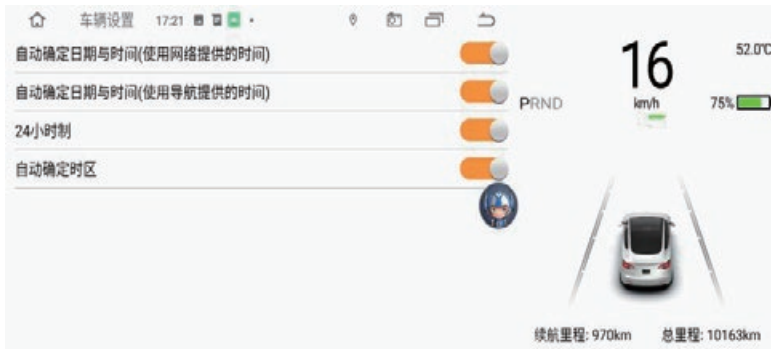 车辆设置 17:21
自动确定日期与时间(使用网络提供的时间)
自动确定日期与时间(使用导航提供的时间)
24小时制
自动确定时区
16
km/h
52.0℃
PRND
75%
续航里程: 970km 总里程: 10163km